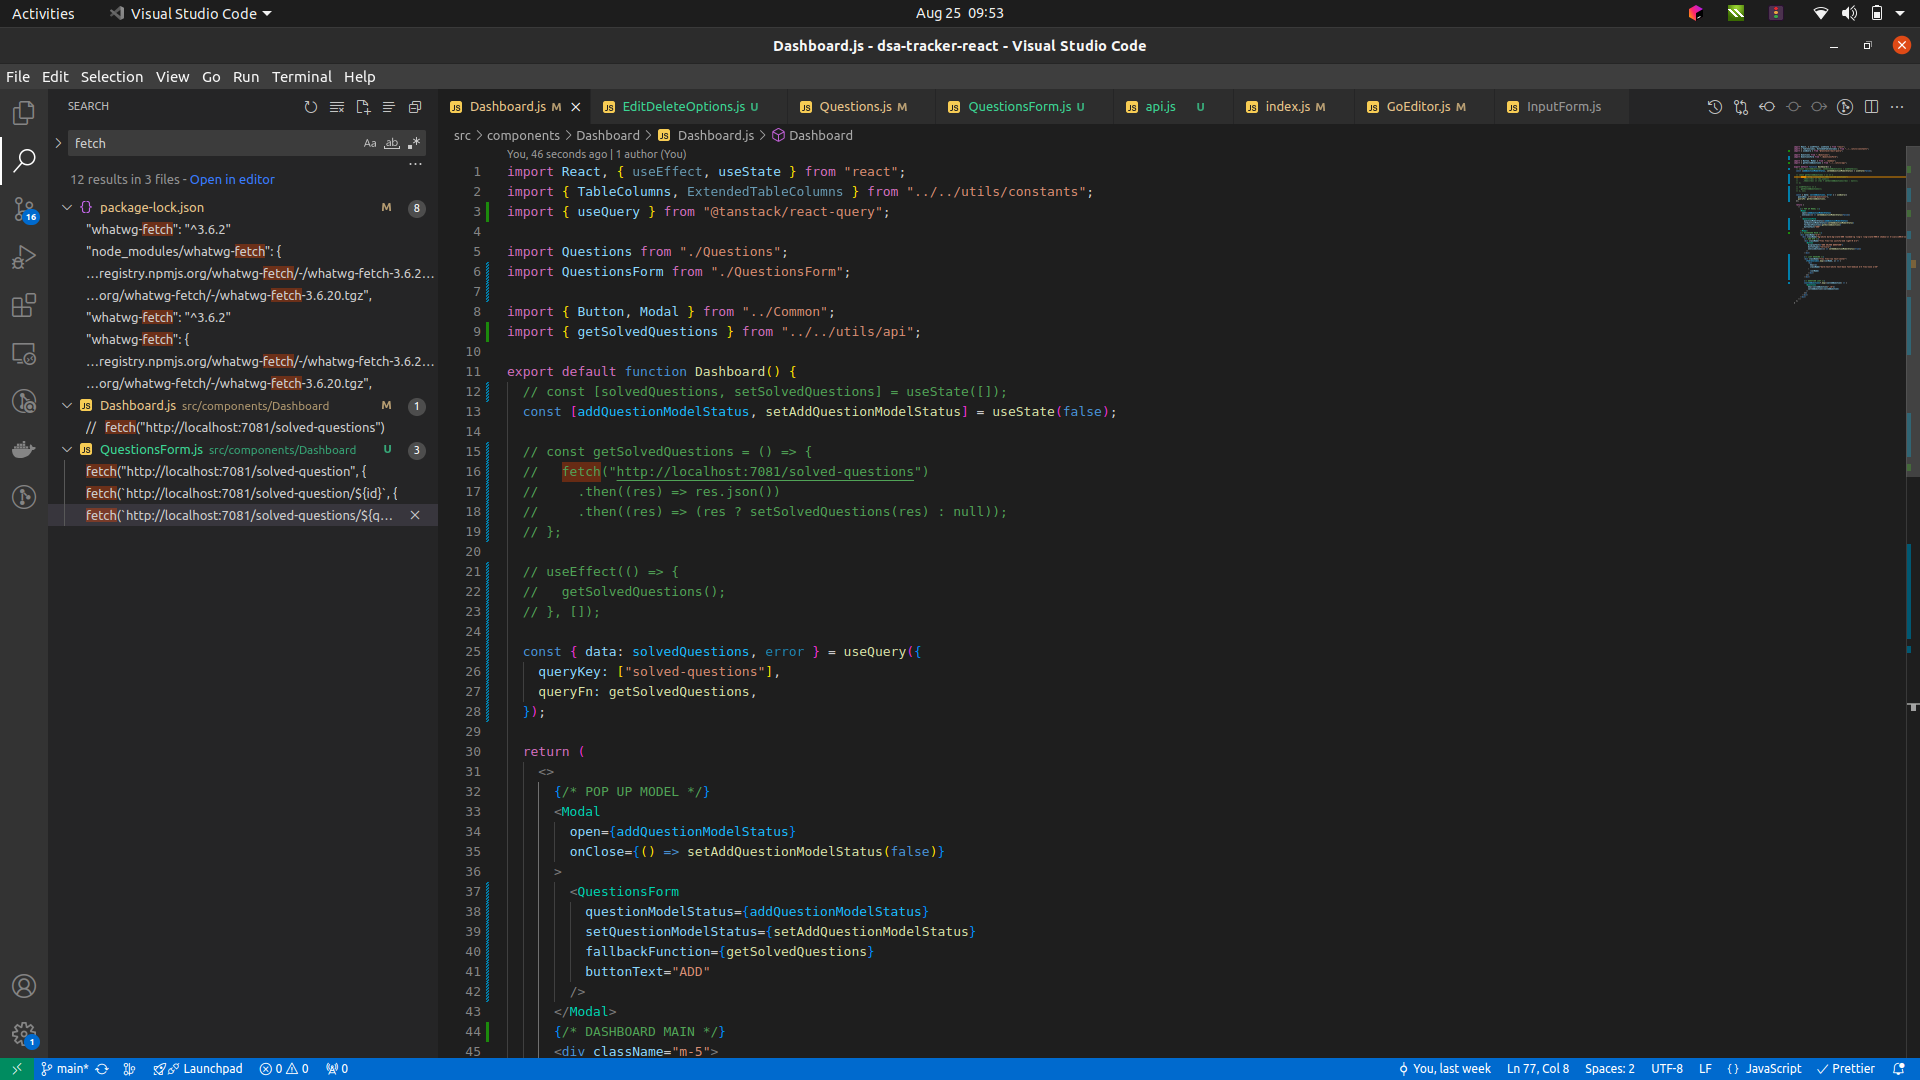 Activities
Visual Studio Code
Aug 25 09:53
Dashboard.js - dsa-tracker-react - Visual Studio Code
File Edit Selection View Go Run Terminal Help
SEARCH
fetch
Aa ab .*
12 results in 3 files - Open in editor
{} package-lock.json M 8
"whatwg-fetch": "^3.6.2"
"node_modules/whatwg-fetch": {
…registry.npmjs.org/whatwg-fetch/-/whatwg-fetch-3.6.2…
…org/whatwg-fetch/-/whatwg-fetch-3.6.20.tgz",
"whatwg-fetch": "^3.6.2"
"whatwg-fetch": {
…registry.npmjs.org/whatwg-fetch/-/whatwg-fetch-3.6.2…
…org/whatwg-fetch/-/whatwg-fetch-3.6.20.tgz",
JS Dashboard.js src/components/Dashboard M 1
// fetch("http://localhost:7081/solved-questions")
JS QuestionsForm.js src/components/Dashboard U 3
fetch("http://localhost:7081/solved-question", {
fetch(`http://localhost:7081/solved-question/${id}`, {
fetch(`http://localhost:7081/solved-questions/${q…
16
1
JS Dashboard.js M JS EditDeleteOptions.js U JS Questions.js M JS QuestionsForm.js U JS api.js U JS index.js M JS GoEditor.js M JS InputForm.js
src > components > Dashboard > JS Dashboard.js > Dashboard
You, 46 seconds ago | 1 author (You)
1 import React, { useEffect, useState } from "react";
2 import { TableColumns, ExtendedTableColumns } from "../../utils/constants";
3 import { useQuery } from "@tanstack/react-query";
4
5 import Questions from "./Questions";
6 import QuestionsForm from "./QuestionsForm";
7
8 import { Button, Modal } from "../Common";
9 import { getSolvedQuestions } from "../../utils/api";
10
11 export default function Dashboard() {
12 // const [solvedQuestions, setSolvedQuestions] = useState([]);
13 const [addQuestionModelStatus, setAddQuestionModelStatus] = useState(false);
14
15 // const getSolvedQuestions = () => {
16 // fetch("http://localhost:7081/solved-questions")
17 // .then((res) => res.json())
18 // .then((res) => (res ? setSolvedQuestions(res) : null));
19 // };
20
21 // useEffect(() => {
22 // getSolvedQuestions();
23 // }, []);
24
25 const { data: solvedQuestions, error } = useQuery({
26 queryKey: ["solved-questions"],
27 queryFn: getSolvedQuestions,
28 });
29
30 return (
31 <>
32 {/* POP UP MODEL */}
33 <Modal
34 open={addQuestionModelStatus}
35 onClose={() => setAddQuestionModelStatus(false)}
36 >
37 <QuestionsForm
38 questionModelStatus={addQuestionModelStatus}
39 setQuestionModelStatus={setAddQuestionModelStatus}
40 fallbackFunction={getSolvedQuestions}
41 buttonText="ADD"
42 />
43 </Modal>
44 {/* DASHBOARD MAIN */}
45 <div className="m-5">
main* Launchpad 0 0 0 You, last week Ln 77, Col 8 Spaces: 2 UTF-8 LF {} JavaScript Prettier